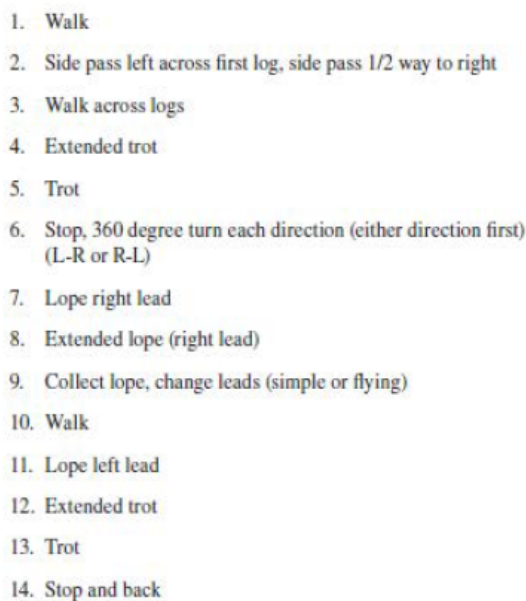 1. Walk
2. Side pass left across first log, side pass 1/2 way to right
3. Walk across logs
4. Extended trot
5. Trot
6. Stop, 360 degree turn each direction (either direction first)
(L-R or R-L)
7. Lope right lead
8. Extended lope (right lead)
9. Collect lope, change leads (simple or flying)
10. Walk
11. Lope left lead
12. Extended trot
13. Trot
14. Stop and back